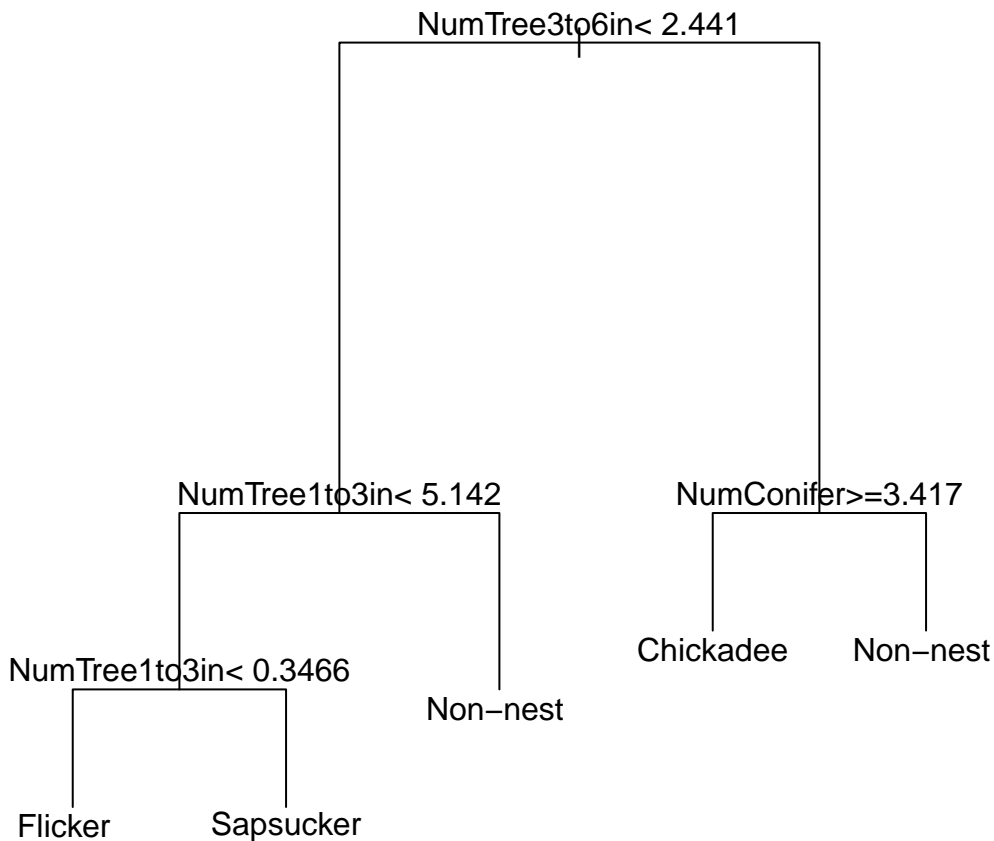 NumTree3to6in< 2.441
NumTree1to3in< 5.142
NumConifer>=3.417
Chickadee
Non−nest
NumTree1to3in< 0.3466
Non−nest
Flicker
Sapsucker